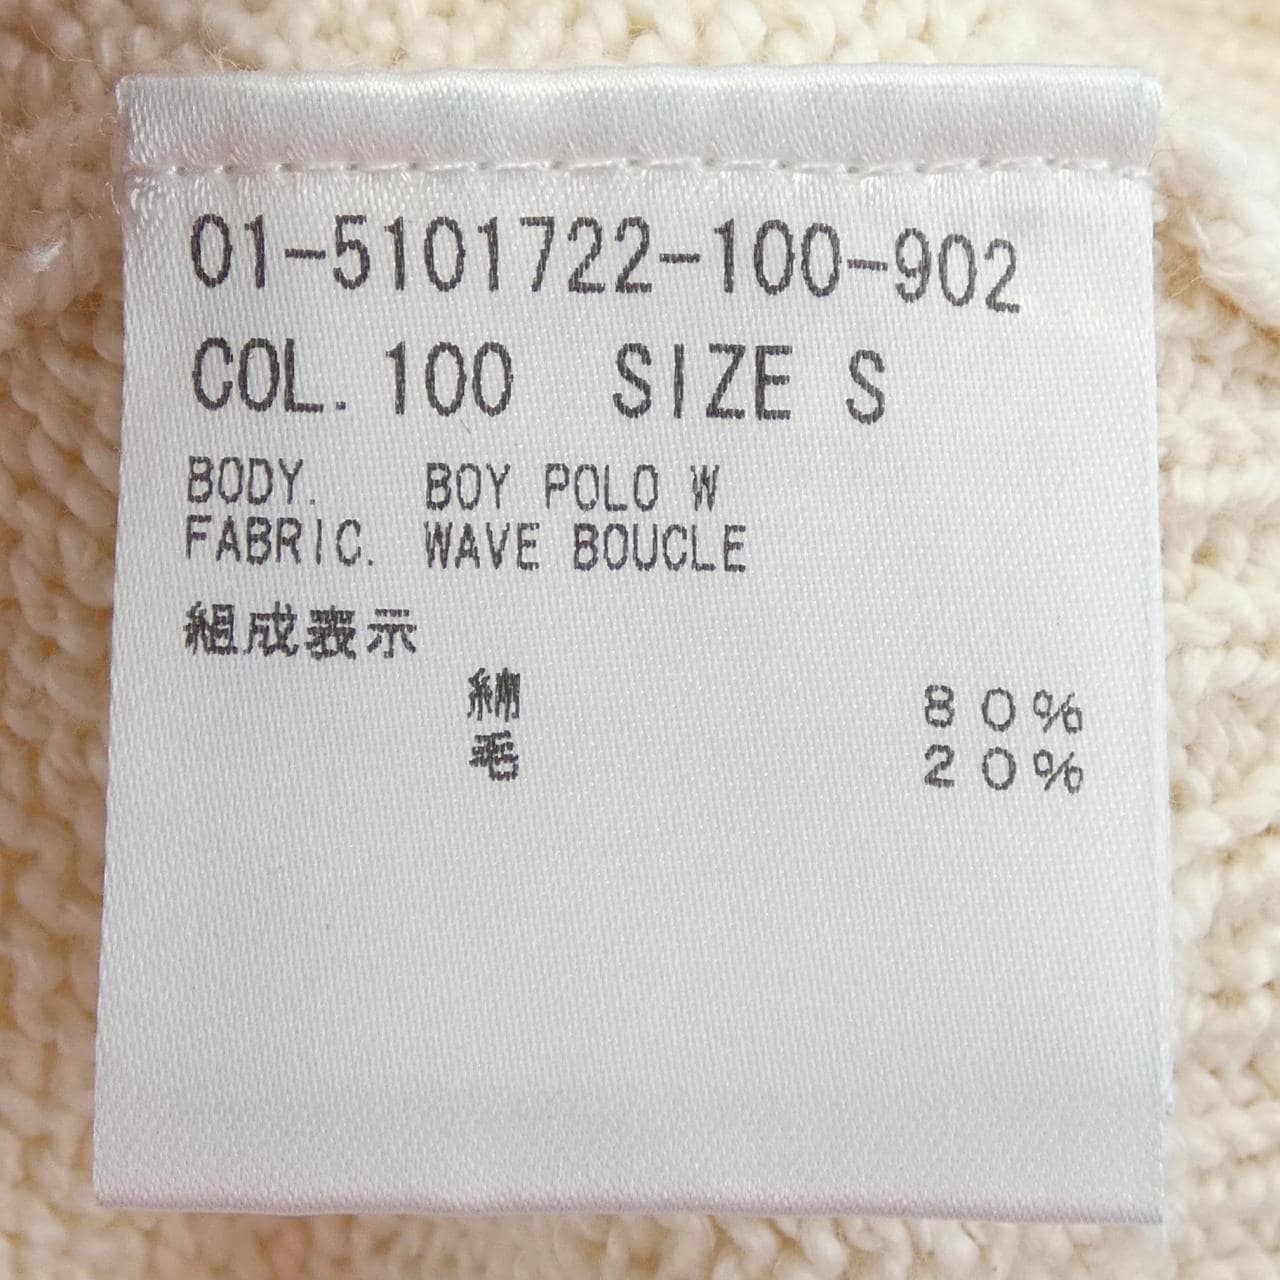 01-5101722-100-902
COL. 100 SIZE S
BODY. BOY POLO W
FABRIC. WAVE BOUCLE
組成表示
綿 80%
毛 20%